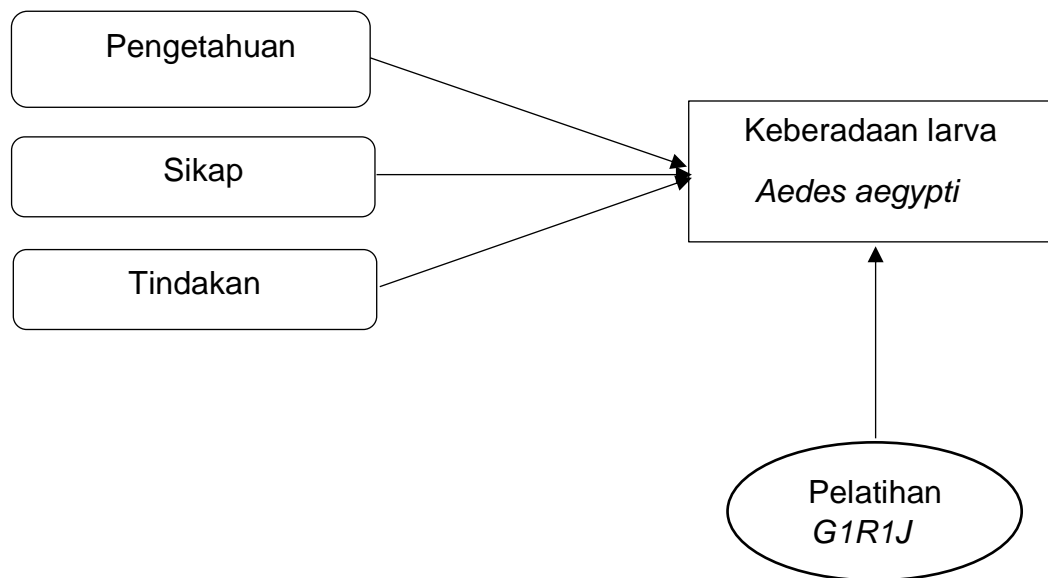 Pengetahuan
Sikap
Tindakan
Keberadaan larva
Aedes aegypti
Pelatihan
G1R1J